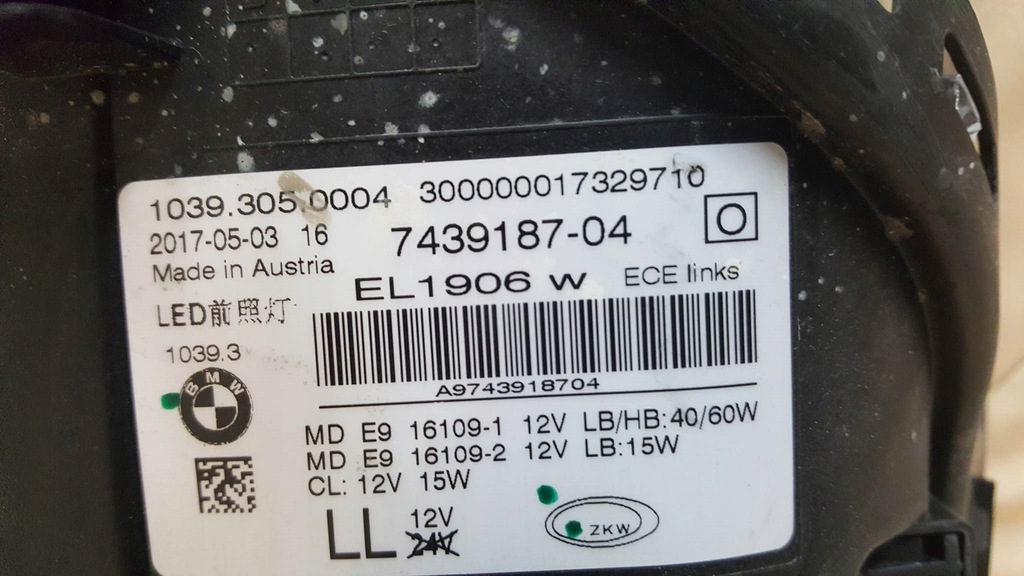 1039.305.0004 300000017329710
2017-05-03 16 7439187-04 O
Made in Austria
EL1906 W ECE links
LED前照灯
1039.3
BMW
A9743918704
MD E9 16109-1 12V LB/HB:40/60W
MD E9 16109-2 12V LB:15W
CL: 12V 15W
LL 12V
24V
ZKW